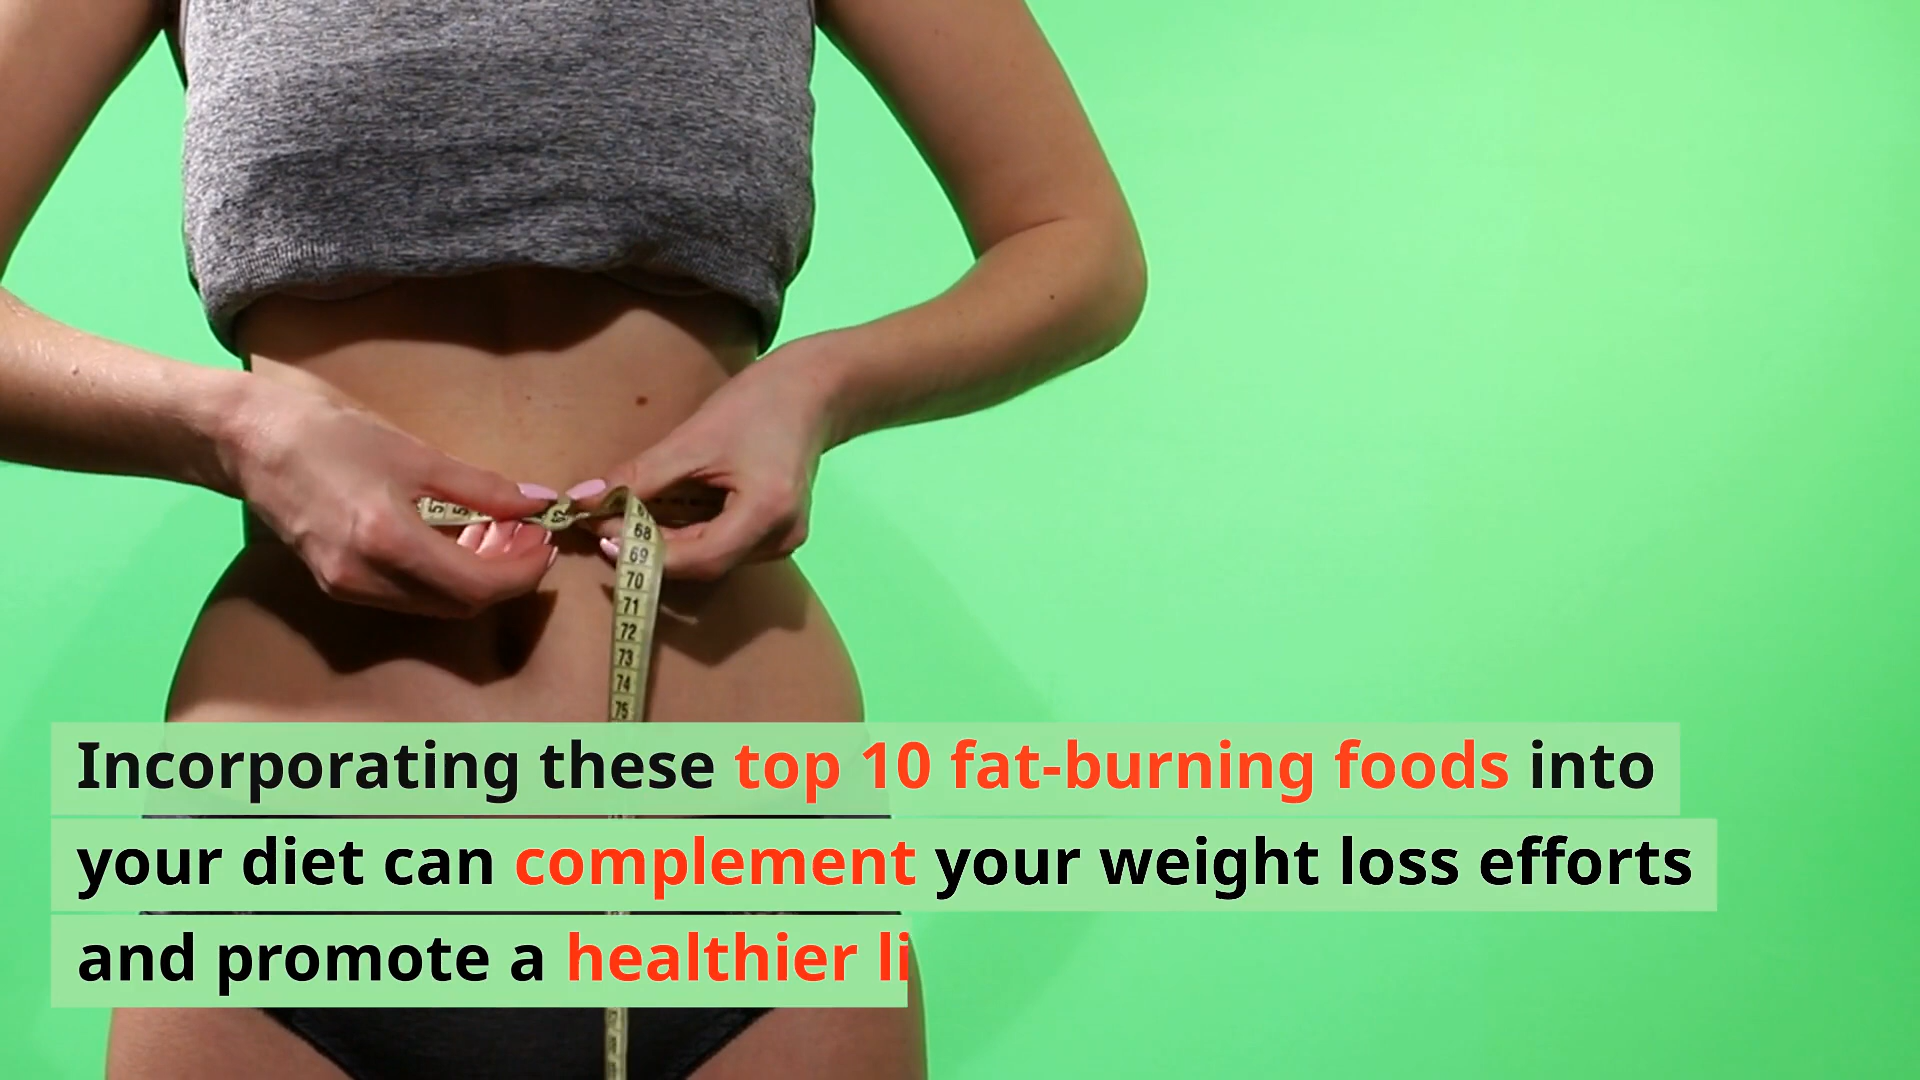 Incorporating these top 10 fat-burning foods into
your diet can complement your weight loss efforts
and promote a healthier li
68
69
70
71
72
73
74
75